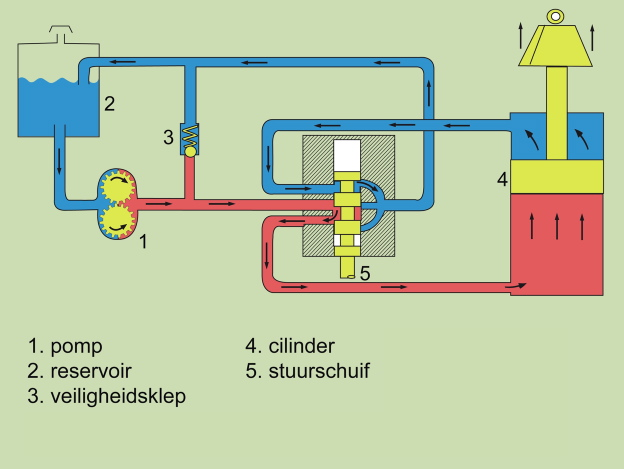 2
3
1
4
5
1. pomp
2. reservoir
3. veiligheidsklep
4. cilinder
5. stuurschuif